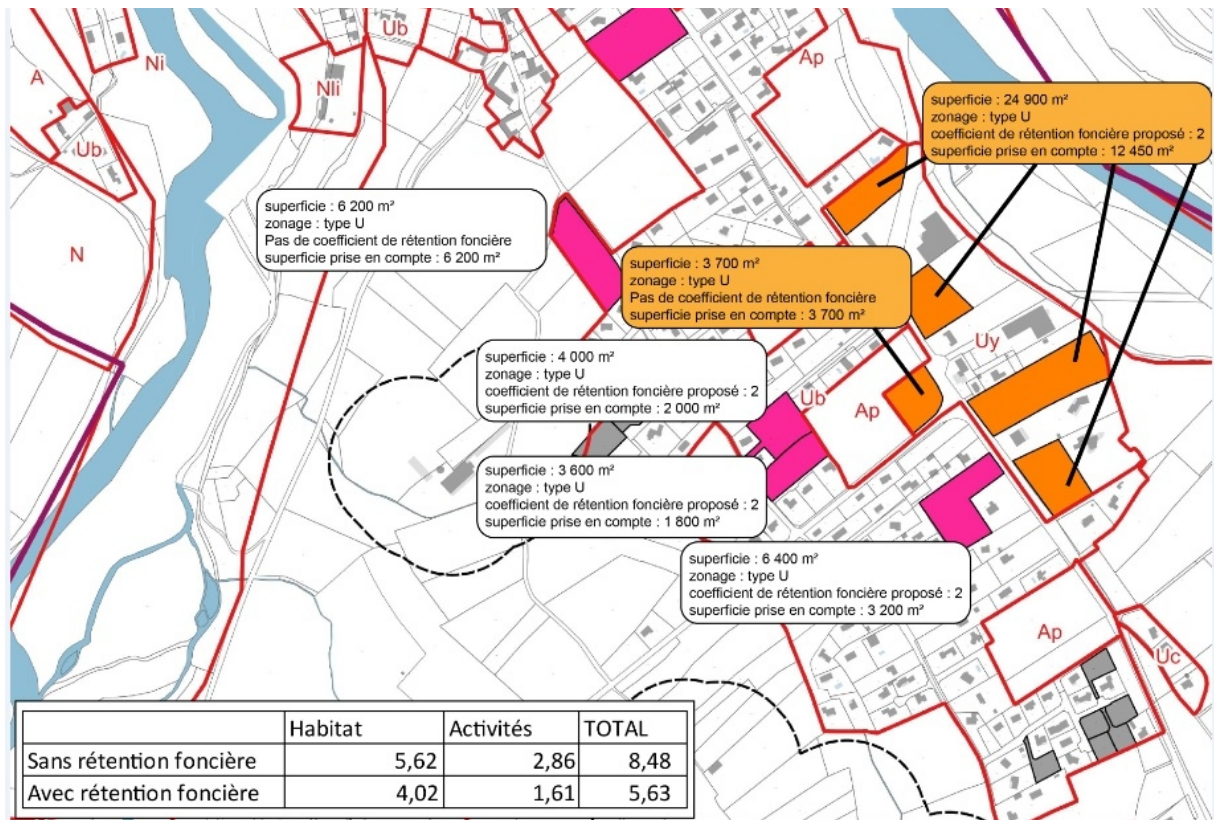 Ub
Ni
A
Nli
Ap
Ub
superficie : 24 900 m²
zonage : type U
coefficient de rétention foncière proposé : 2
superficie prise en compte : 12 450 m²
superficie : 6 200 m²
zonage : type U
Pas de coefficient de rétention foncière
superficie prise en compte : 6 200 m²
N
superficie : 3 700 m²
zonage : type U
Pas de coefficient de rétention foncière
superficie prise en compte : 3 700 m²
superficie : 4 000 m²
zonage : type U
coefficient de rétention foncière proposé : 2
superficie prise en compte : 2 000 m²
Uy
Ub
Ap
superficie : 3 600 m²
zonage : type U
coefficient de rétention foncière proposé : 2
superficie prise en compte : 1 800 m²
superficie : 6 400 m²
zonage : type U
coefficient de rétention foncière proposé : 2
superficie prise en compte : 3 200 m²
Ap
Uc
Habitat Activités TOTAL
Sans rétention foncière 5,62 2,86 8,48
Avec rétention foncière 4,02 1,61 5,63